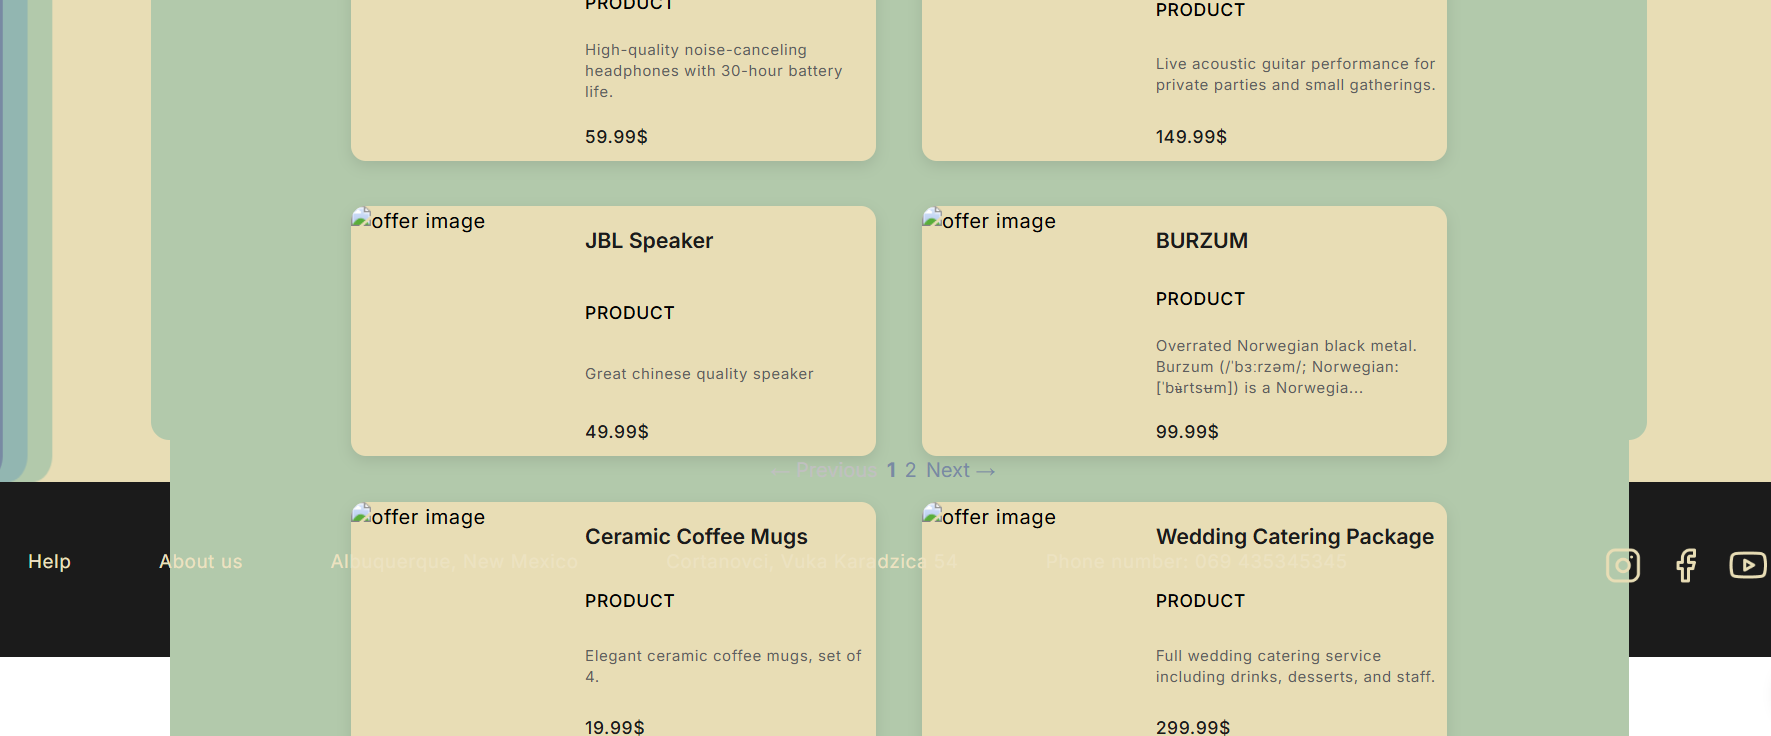 PRODUCT
High-quality noise-canceling
headphones with 30-hour battery
life.
59.99$
PRODUCT
Live acoustic guitar performance for
private parties and small gatherings.
149.99$
offer image
JBL Speaker
PRODUCT
Great chinese quality speaker
49.99$
offer image
BURZUM
PRODUCT
Overrated Norwegian black metal.
Burzum (/ˈbɜːrzəm/; Norwegian:
[ˈbʉ̀rtsʉm]) is a Norwegia...
99.99$
← Previous 1 2 Next →
offer image
Ceramic Coffee Mugs
PRODUCT
Elegant ceramic coffee mugs, set of
4.
19.99$
offer image
Wedding Catering Package
PRODUCT
Full wedding catering service
including drinks, desserts, and staff.
299.99$
Help About us Albuquerque, New Mexico Cortanovci, Vuka Karadzica 54 Phone number: 069 435345345